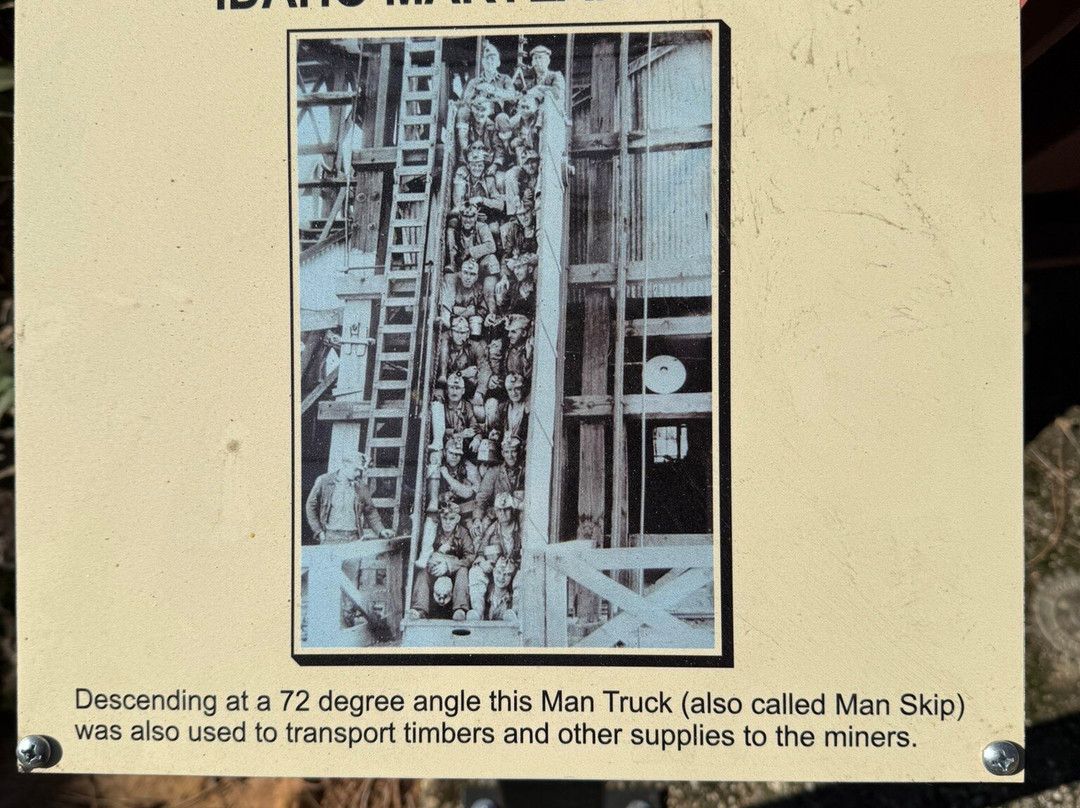 IDAHO
Descending at a 72 degree angle this Man Truck (also called Man Skip)
was also used to transport timbers and other supplies to the miners.